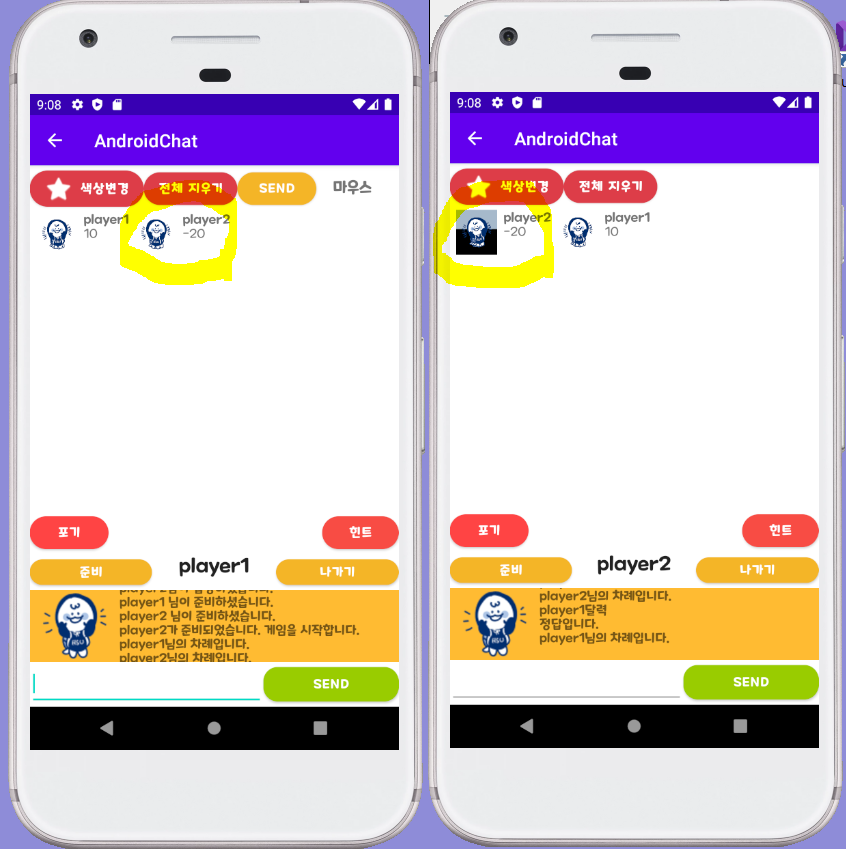 9:08
AndroidChat
색상변경 전체 지우기 SEND 마우스
player1
10
player2
-20
포기 힌트
준비 player1 나가기
player1 님이 준비하셨습니다.
player2 님이 준비하셨습니다.
player2가 준비되었습니다. 게임을 시작합니다.
player1님의 차례입니다.
player2님의 차례입니다.
SEND
9:08
AndroidChat
색상변경 전체 지우기
player2
-20
player1
10
포기 힌트
준비 player2 나가기
player2님의 차례입니다.
player1달력
정답입니다.
player1님의 차례입니다.
SEND